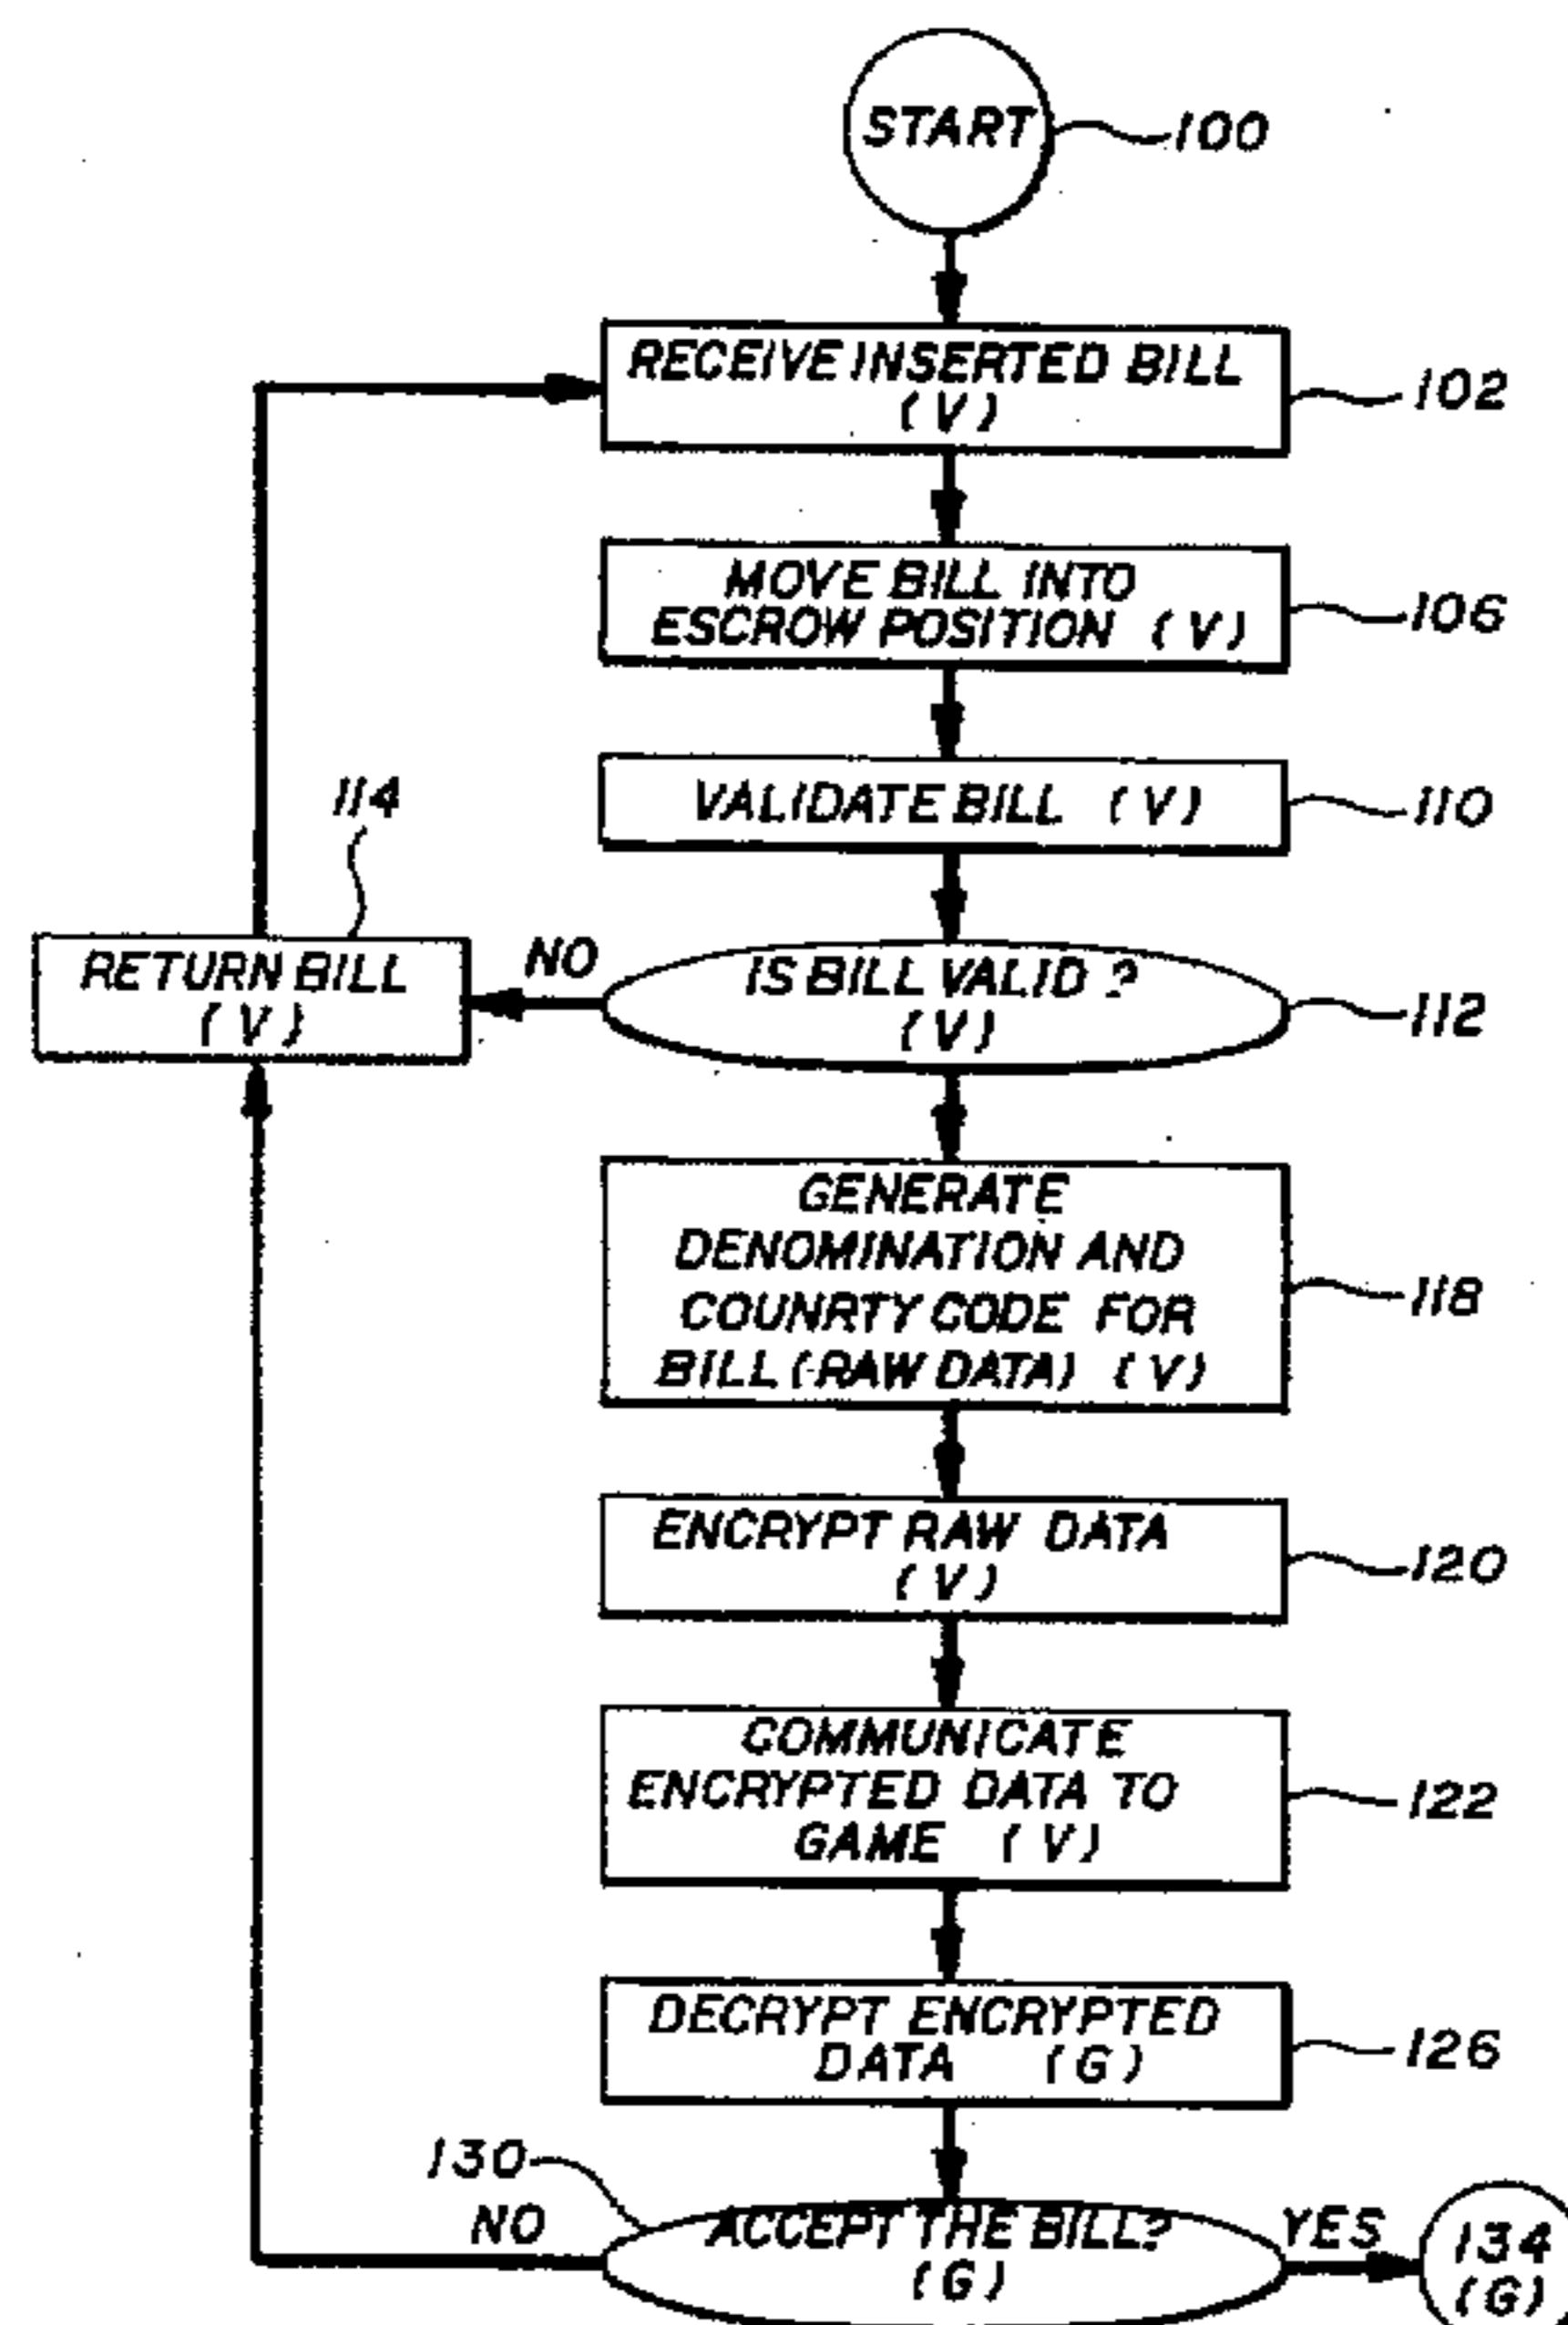 START
100
RECEIVE INSERTED BILL
(V)
102
MOVE BILL INTO
ESCROW POSITION (V)
106
VALIDATE BILL (V)
110
114
RETURN BILL
(V)
NO
IS BILL VALID ?
(V)
112
GENERATE
DENOMINATION AND
COUNRTY CODE FOR
BILL (RAW DATA) (V)
118
ENCRYPT RAW DATA
(V)
120
COMMUNICATE
ENCRYPTED DATA TO
GAME (V)
122
DECRYPT ENCRYPTED
DATA (G)
126
130
NO
ACCEPT THE BILL?
(G)
YES
134
(G)